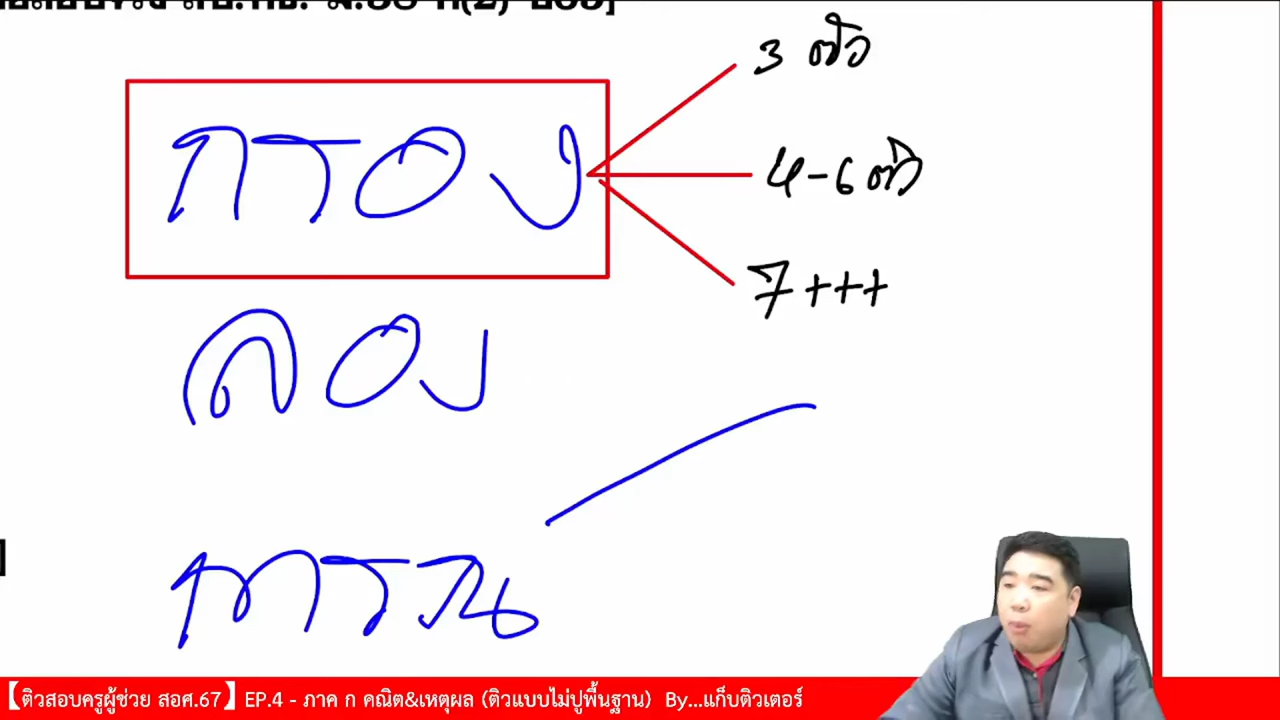 3 ตัว
กรอง
4-6 ตัว
7+++
ลอง
]
【ติวสอบครูผู้ช่วย สอศ.67】 EP.4 - ภาค ก คณิต&เหตุผล (ติวแบบไม่ปูพื้นฐาน) By...แก็บติวเตอร์